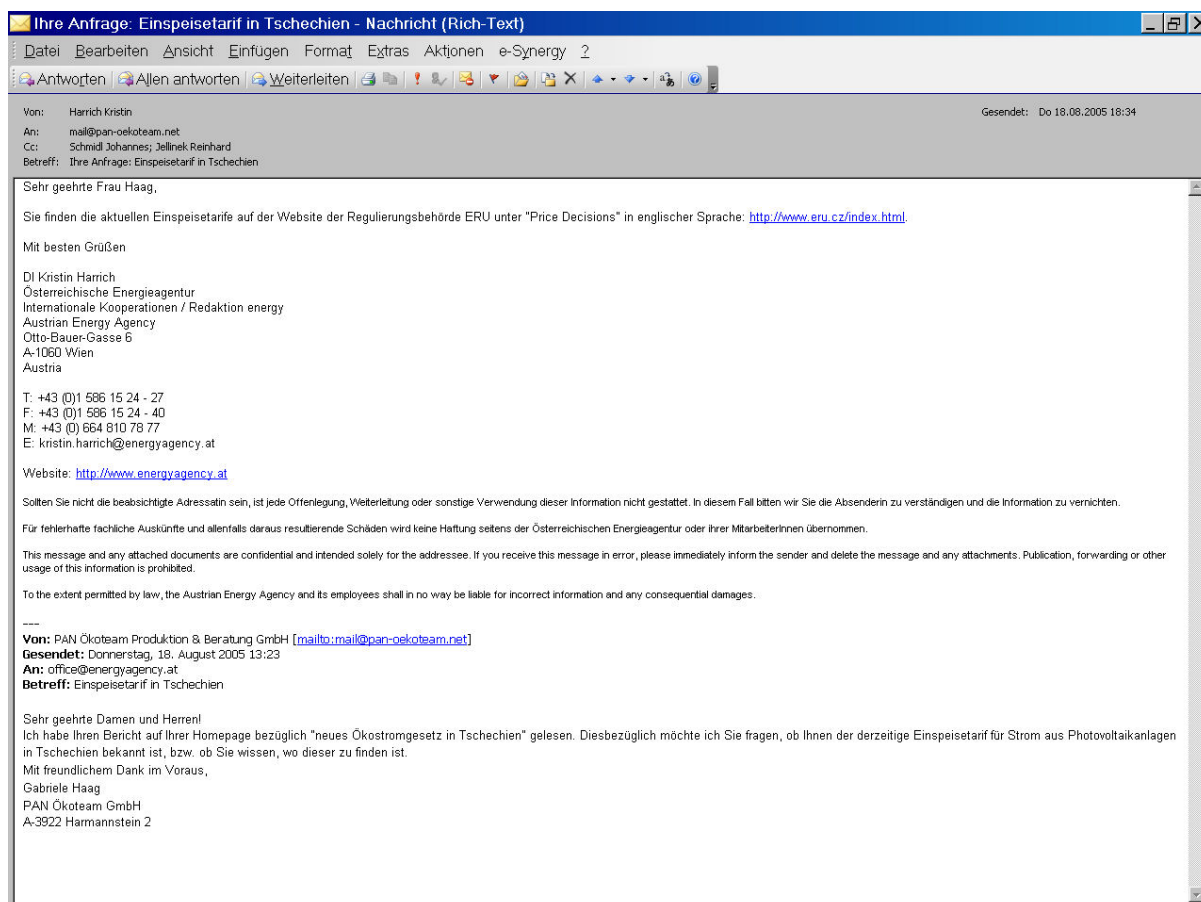 Ihre Anfrage: Einspeisetarif in Tschechien - Nachricht (Rich-Text)
Datei Bearbeiten Ansicht Einfügen Format Extras Aktionen e-Synergy ?
Antworten Allen antworten Weiterleiten
Von: Harrich Kristin Gesendet: Do 18.08.2005 18:34
An: mail@pan-oekoteam.net
Cc: Schmidl Johannes; Jellinek Reinhard
Betreff: Ihre Anfrage: Einspeisetarif in Tschechien
Sehr geehrte Frau Haag,
Sie finden die aktuellen Einspeisetarife auf der Website der Regulierungsbehörde ERU unter "Price Decisions" in englischer Sprache: http://www.eru.cz/index.html.
Mit besten Grüßen
DI Kristin Harrich
Österreichische Energieagentur
Internationale Kooperationen / Redaktion energy
Austrian Energy Agency
Otto-Bauer-Gasse 6
A-1060 Wien
Austria
T: +43 (0)1 586 15 24 - 27
F: +43 (0)1 586 15 24 - 40
M: +43 (0) 664 810 78 77
E: kristin.harrich@energyagency.at
Website: http://www.energyagency.at
Sollten Sie nicht die beabsichtigte Adressatin sein, ist jede Offenlegung, Weiterleitung oder sonstige Verwendung dieser Information nicht gestattet. In diesem Fall bitten wir Sie die Absenderin zu verständigen und die Information zu vernichten.
Für fehlerhafte fachliche Auskünfte und allenfalls daraus resultierende Schäden wird keine Haftung seitens der Österreichischen Energieagentur oder ihrer MitarbeiterInnen übernommen.
This message and any attached documents are confidential and intended solely for the addressee. If you receive this message in error, please immediately inform the sender and delete the message and any attachments. Publication, forwarding or other
usage of this information is prohibited.
To the extent permitted by law, the Austrian Energy Agency and its employees shall in no way be liable for incorrect information and any consequential damages.
---
Von: PAN Ökoteam Produktion & Beratung GmbH [mailto:mail@pan-oekoteam.net]
Gesendet: Donnerstag, 18. August 2005 13:23
An: office@energyagency.at
Betreff: Einspeisetarif in Tschechien
Sehr geehrte Damen und Herren!
Ich habe Ihren Bericht auf Ihrer Homepage bezüglich "neues Ökostromgesetz in Tschechien" gelesen. Diesbezüglich möchte ich Sie fragen, ob Ihnen der derzeitige Einspeisetarif für Strom aus Photovoltaikanlagen
in Tschechien bekannt ist, bzw. ob Sie wissen, wo dieser zu finden ist.
Mit freundlichem Dank im Voraus,
Gabriele Haag
PAN Ökoteam GmbH
A-3922 Harmannstein 2